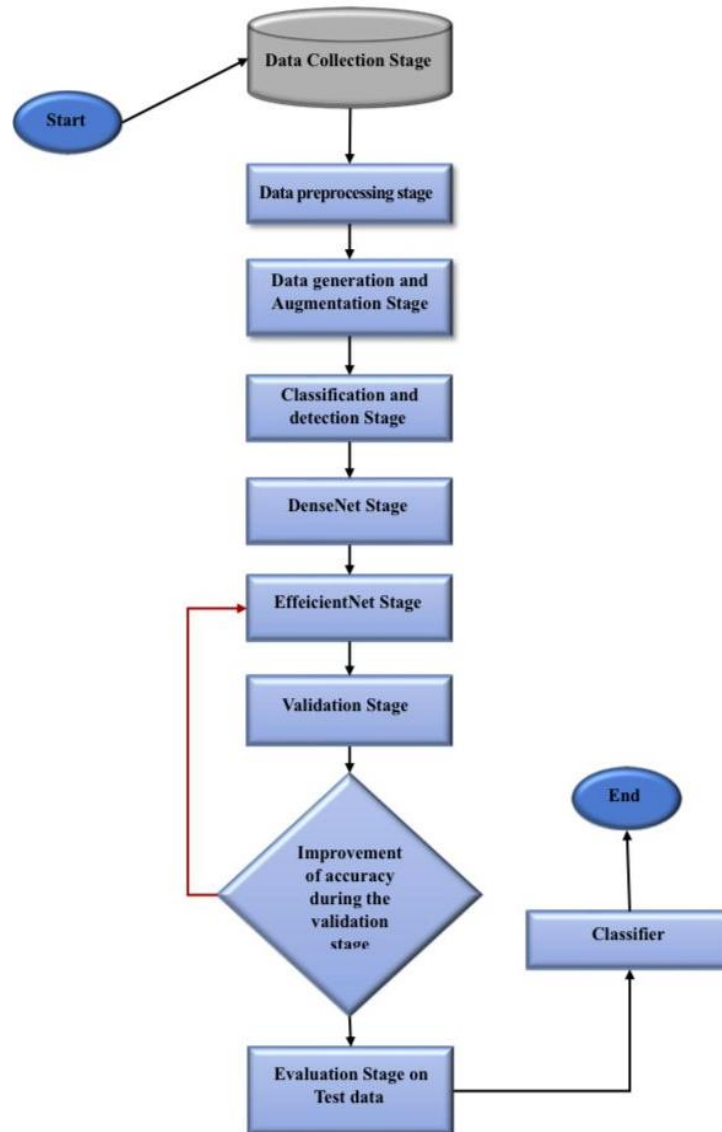 Data Collection Stage
Start
Data preprocessing stage
Data generation and
Augmentation Stage
Classification and
detection Stage
DenseNet Stage
EffeicientNet Stage
Validation Stage
End
Improvement
of accuracy
during the
validation
stage
Classifier
Evaluation Stage on
Test data